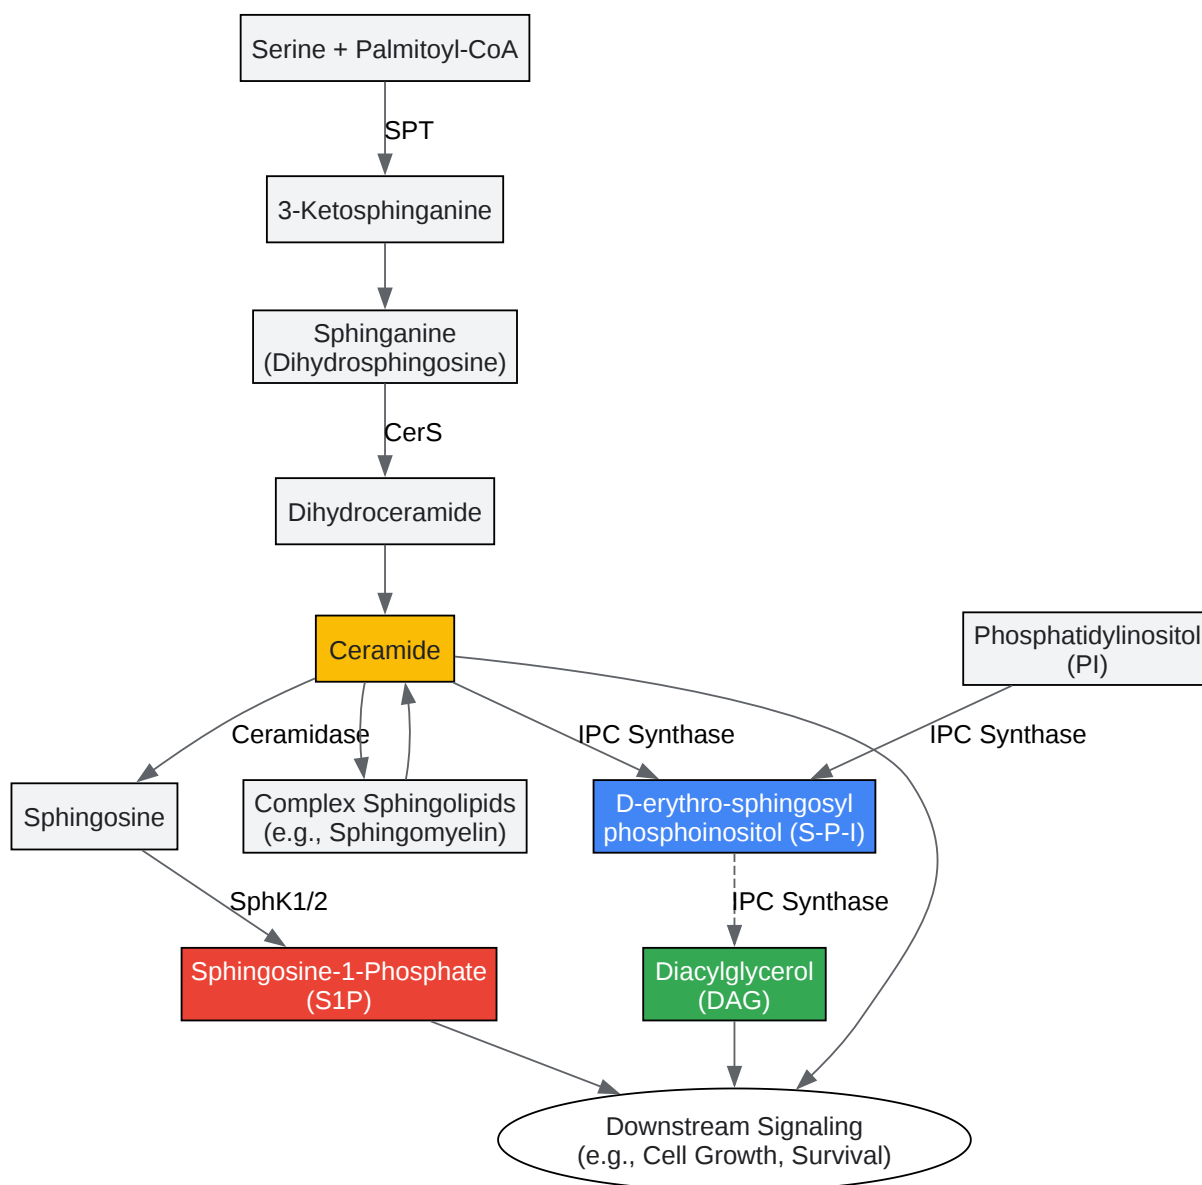 Serine + Palmitoyl-CoA
SPT
3-Ketosphinganine
Sphinganine
(Dihydrosphingosine)
CerS
Dihydroceramide
Ceramide
Phosphatidylinositol
(PI)
Ceramidase
IPC Synthase
IPC Synthase
Sphingosine
Complex Sphingolipids
(e.g., Sphingomyelin)
D-erythro-sphingosyl
phosphoinositol (S-P-I)
SphK1/2
IPC Synthase
Sphingosine-1-Phosphate
(S1P)
Diacylglycerol
(DAG)
Downstream Signaling
(e.g., Cell Growth, Survival)